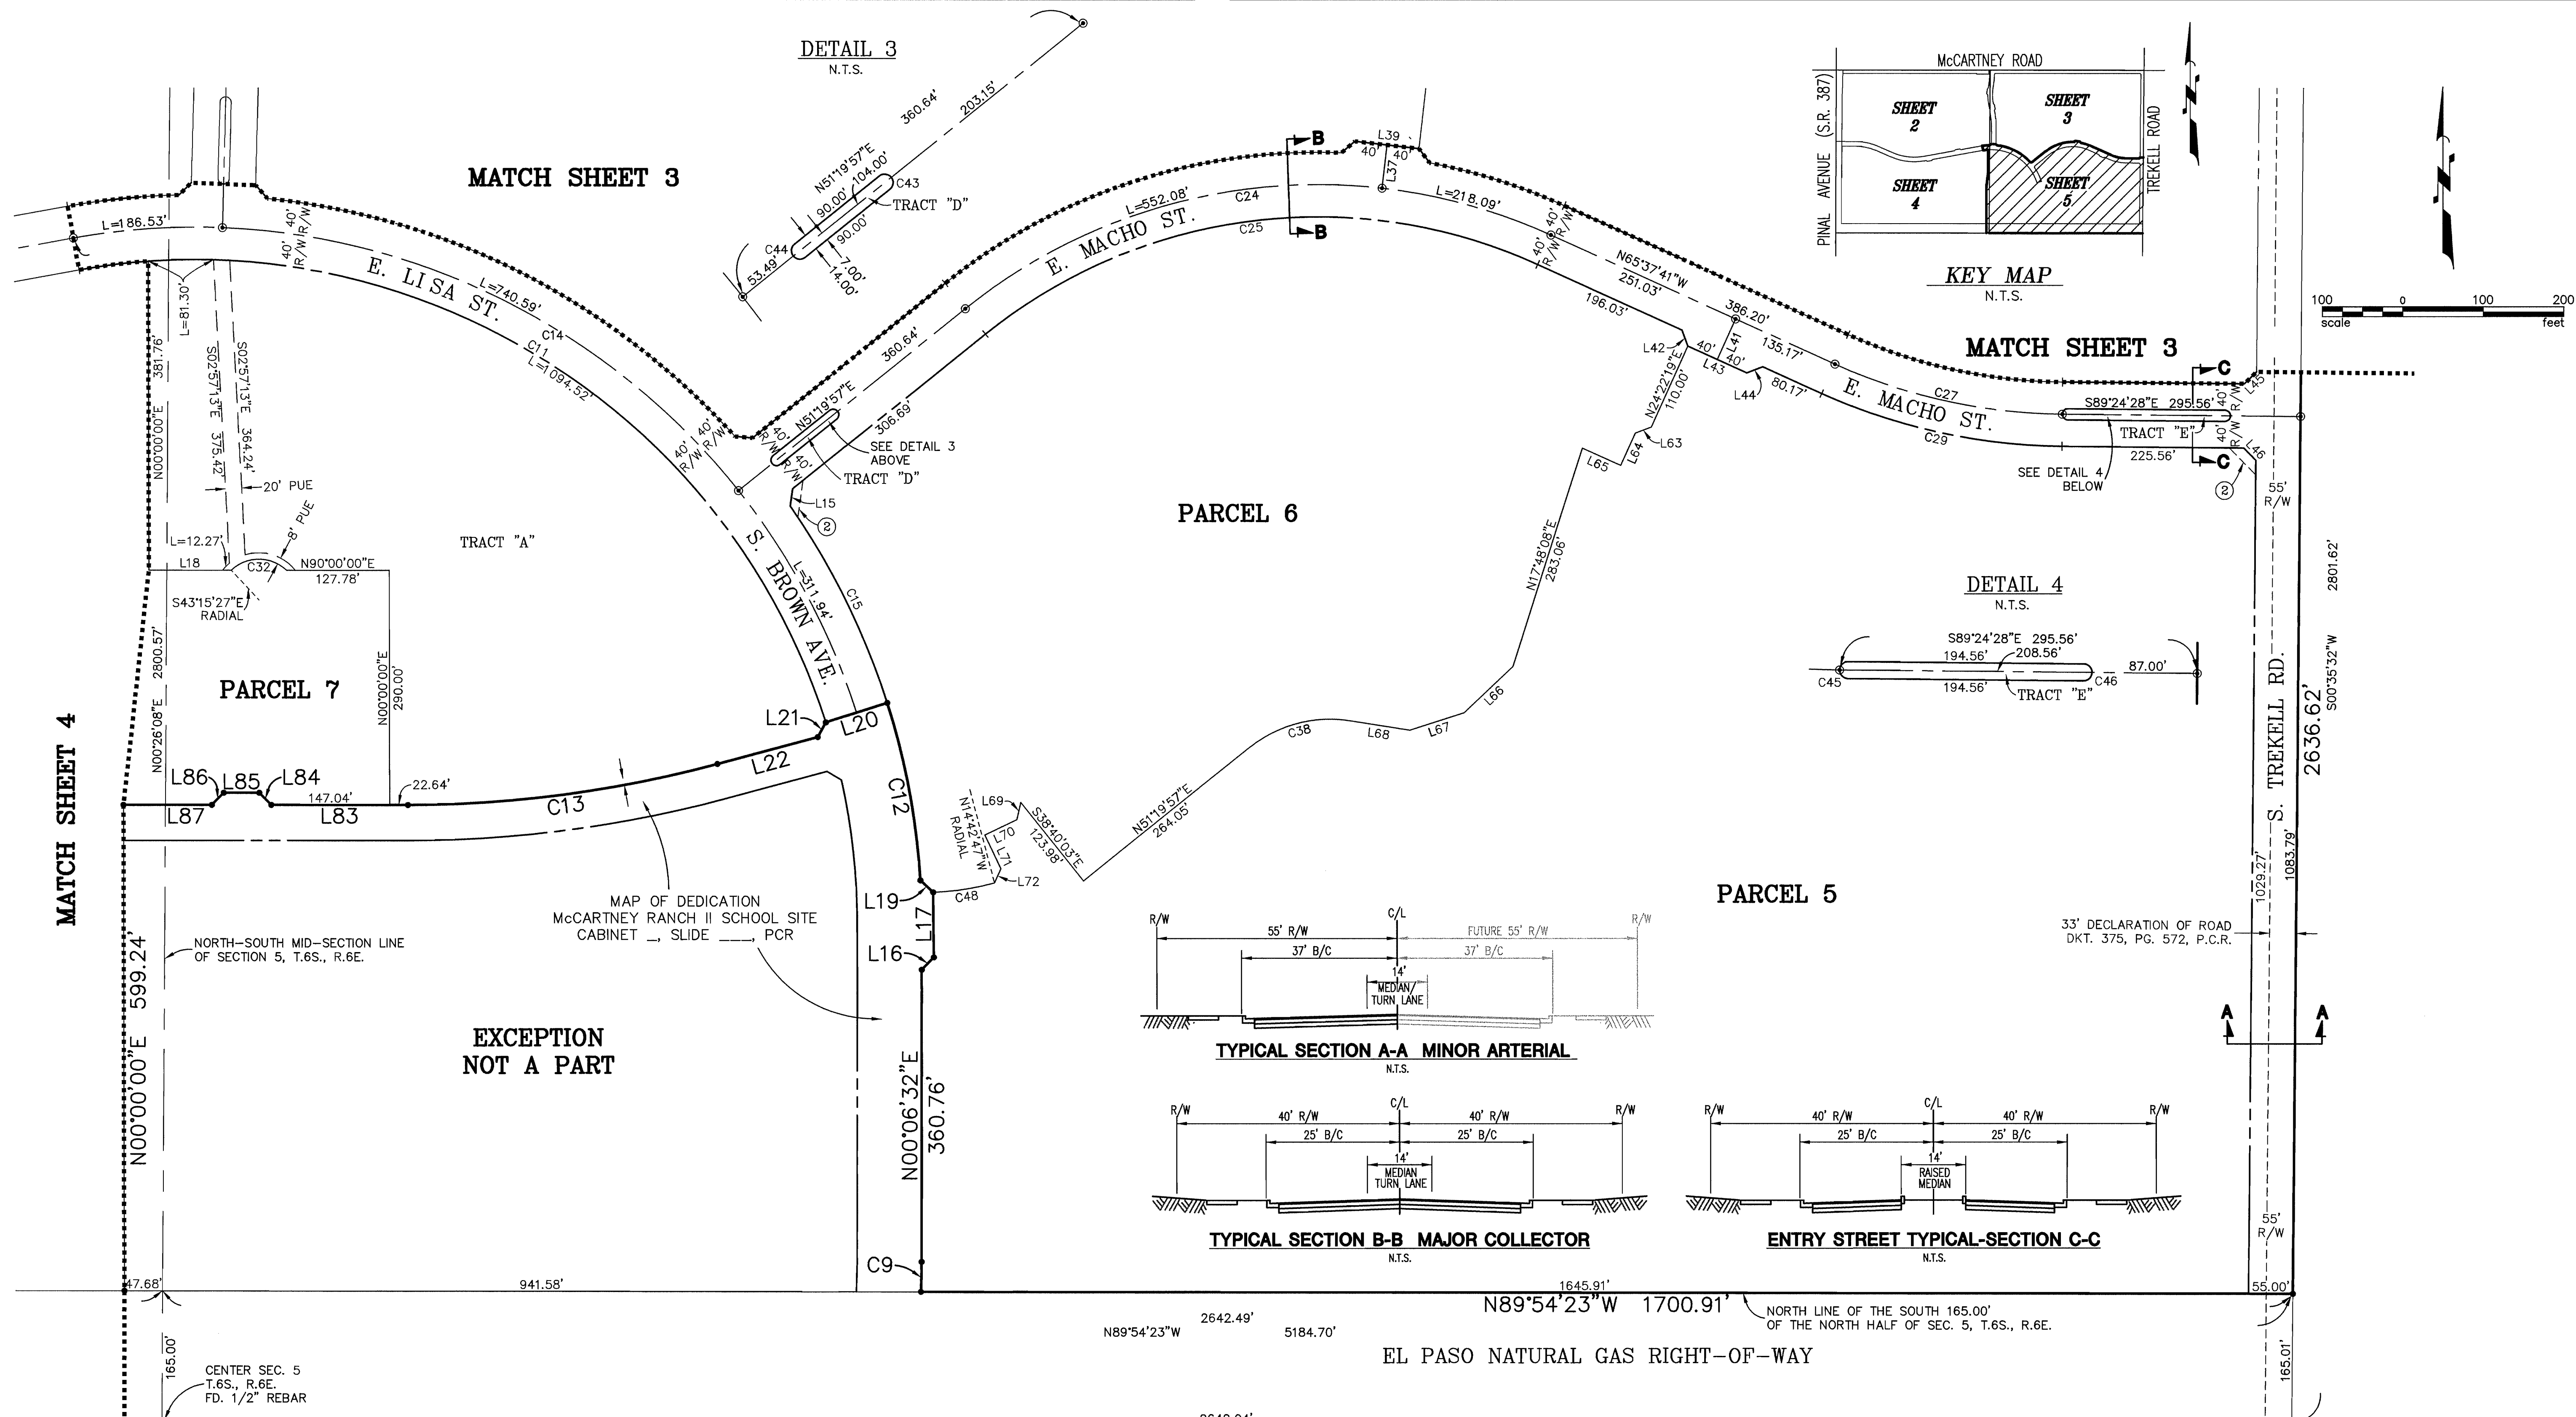 DETAIL 3
N.T.S.
360.64'
203.15'
N51°19'57"E
104.00'
90.00'
C43
TRACT "D"
90.00'
C44
53.49'
7.00'
14.00'
MATCH SHEET 3
McCARTNEY ROAD
PINAL AVENUE (S.R. 387)
TREKELL ROAD
SHEET
2
SHEET
3
SHEET
4
SHEET
5
KEY MAP
N.T.S.
100 0 100 200
scale feet
MATCH SHEET 3
L=186.53'
40' 40'
R/W R/W
E. LISA ST.
L=740.59'
C14
C11
L=1094.52'
L=81.30'
381.76'
N00°00'00"E
S02°57'13"E 375.42'
S02°57'13"E 364.24'
20' PUE
8' PUE
L=12.27'
L18
C32
N90°00'00"E
127.78'
S43°15'27"E
RADIAL
TRACT "A"
N00°26'08"E 2800.57'
N00°00'00"E
290.00'
PARCEL 7
B
B
L39
40' 40'
L37
L=552.08'
C24
E. MACHO ST.
C25
L=218.09'
40' 40'
R/W R/W
N65°37'41"W
251.03'
386.20'
196.03'
L41
135.17'
L42
40' 40'
L43
L44
80.17'
E. MACHO ST.
C27
C29
N24°22'19"E
110.00'
L63
L64
L65
360.64'
N51°19'57"E
306.69'
40' 40'
R/W R/W
40' 40'
R/W R/W
SEE DETAIL 3
ABOVE
TRACT "D"
L15
2
PARCEL 6
S. BROWN AVE.
L=311.94'
C15
C
C
S89°24'28"E 295.56'
TRACT "E"
225.56'
SEE DETAIL 4
BELOW
40' 40'
R/W R/W
L45
L46
2
55'
R/W
N17°48'08"E
283.06'
2801.62'
S00°35'32"W
2636.62'
S. TREKELL RD.
1029.27'
1083.79'
DETAIL 4
N.T.S.
S89°24'28"E 295.56'
194.56'
208.56'
87.00'
C45
C46
194.56'
TRACT "E"
L66
L67
L68
C38
N51°19'57"E
264.05'
S38°40'03"E
123.98'
L69
L70
L71
L72
N14°42'47"W
RADIAL
C48
MATCH SHEET 4
L86
L85
L84
22.64'
147.04'
L87
L83
C13
L22
L21
L20
C12
L19
L17
L16
MAP OF DEDICATION
McCARTNEY RANCH II SCHOOL SITE
CABINET _, SLIDE ___, PCR
NORTH-SOUTH MID-SECTION LINE
OF SECTION 5, T.6S., R.6E.
N00°00'00"E 599.24'
EXCEPTION
NOT A PART
N00°06'32"E
360.76'
C9
PARCEL 5
33' DECLARATION OF ROAD
DKT. 375, PG. 572, P.C.R.
A A
R/W C/L R/W
55' R/W FUTURE 55' R/W
37' B/C 37' B/C
14'
MEDIAN/
TURN LANE
TYPICAL SECTION A-A MINOR ARTERIAL
N.T.S.
R/W C/L R/W
40' R/W 40' R/W
25' B/C 25' B/C
14'
MEDIAN
TURN LANE
TYPICAL SECTION B-B MAJOR COLLECTOR
N.T.S.
R/W C/L R/W
40' R/W 40' R/W
25' B/C 25' B/C
14'
RAISED
MEDIAN
ENTRY STREET TYPICAL-SECTION C-C
N.T.S.
55'
R/W
47.68'
941.58'
1645.91'
55.00'
N89°54'23"W 1700.91'
NORTH LINE OF THE SOUTH 165.00'
OF THE NORTH HALF OF SEC. 5, T.6S., R.6E.
2642.49'
N89°54'23"W 5184.70'
EL PASO NATURAL GAS RIGHT-OF-WAY
165.00'
165.01'
CENTER SEC. 5
T.6S., R.6E.
FD. 1/2" REBAR